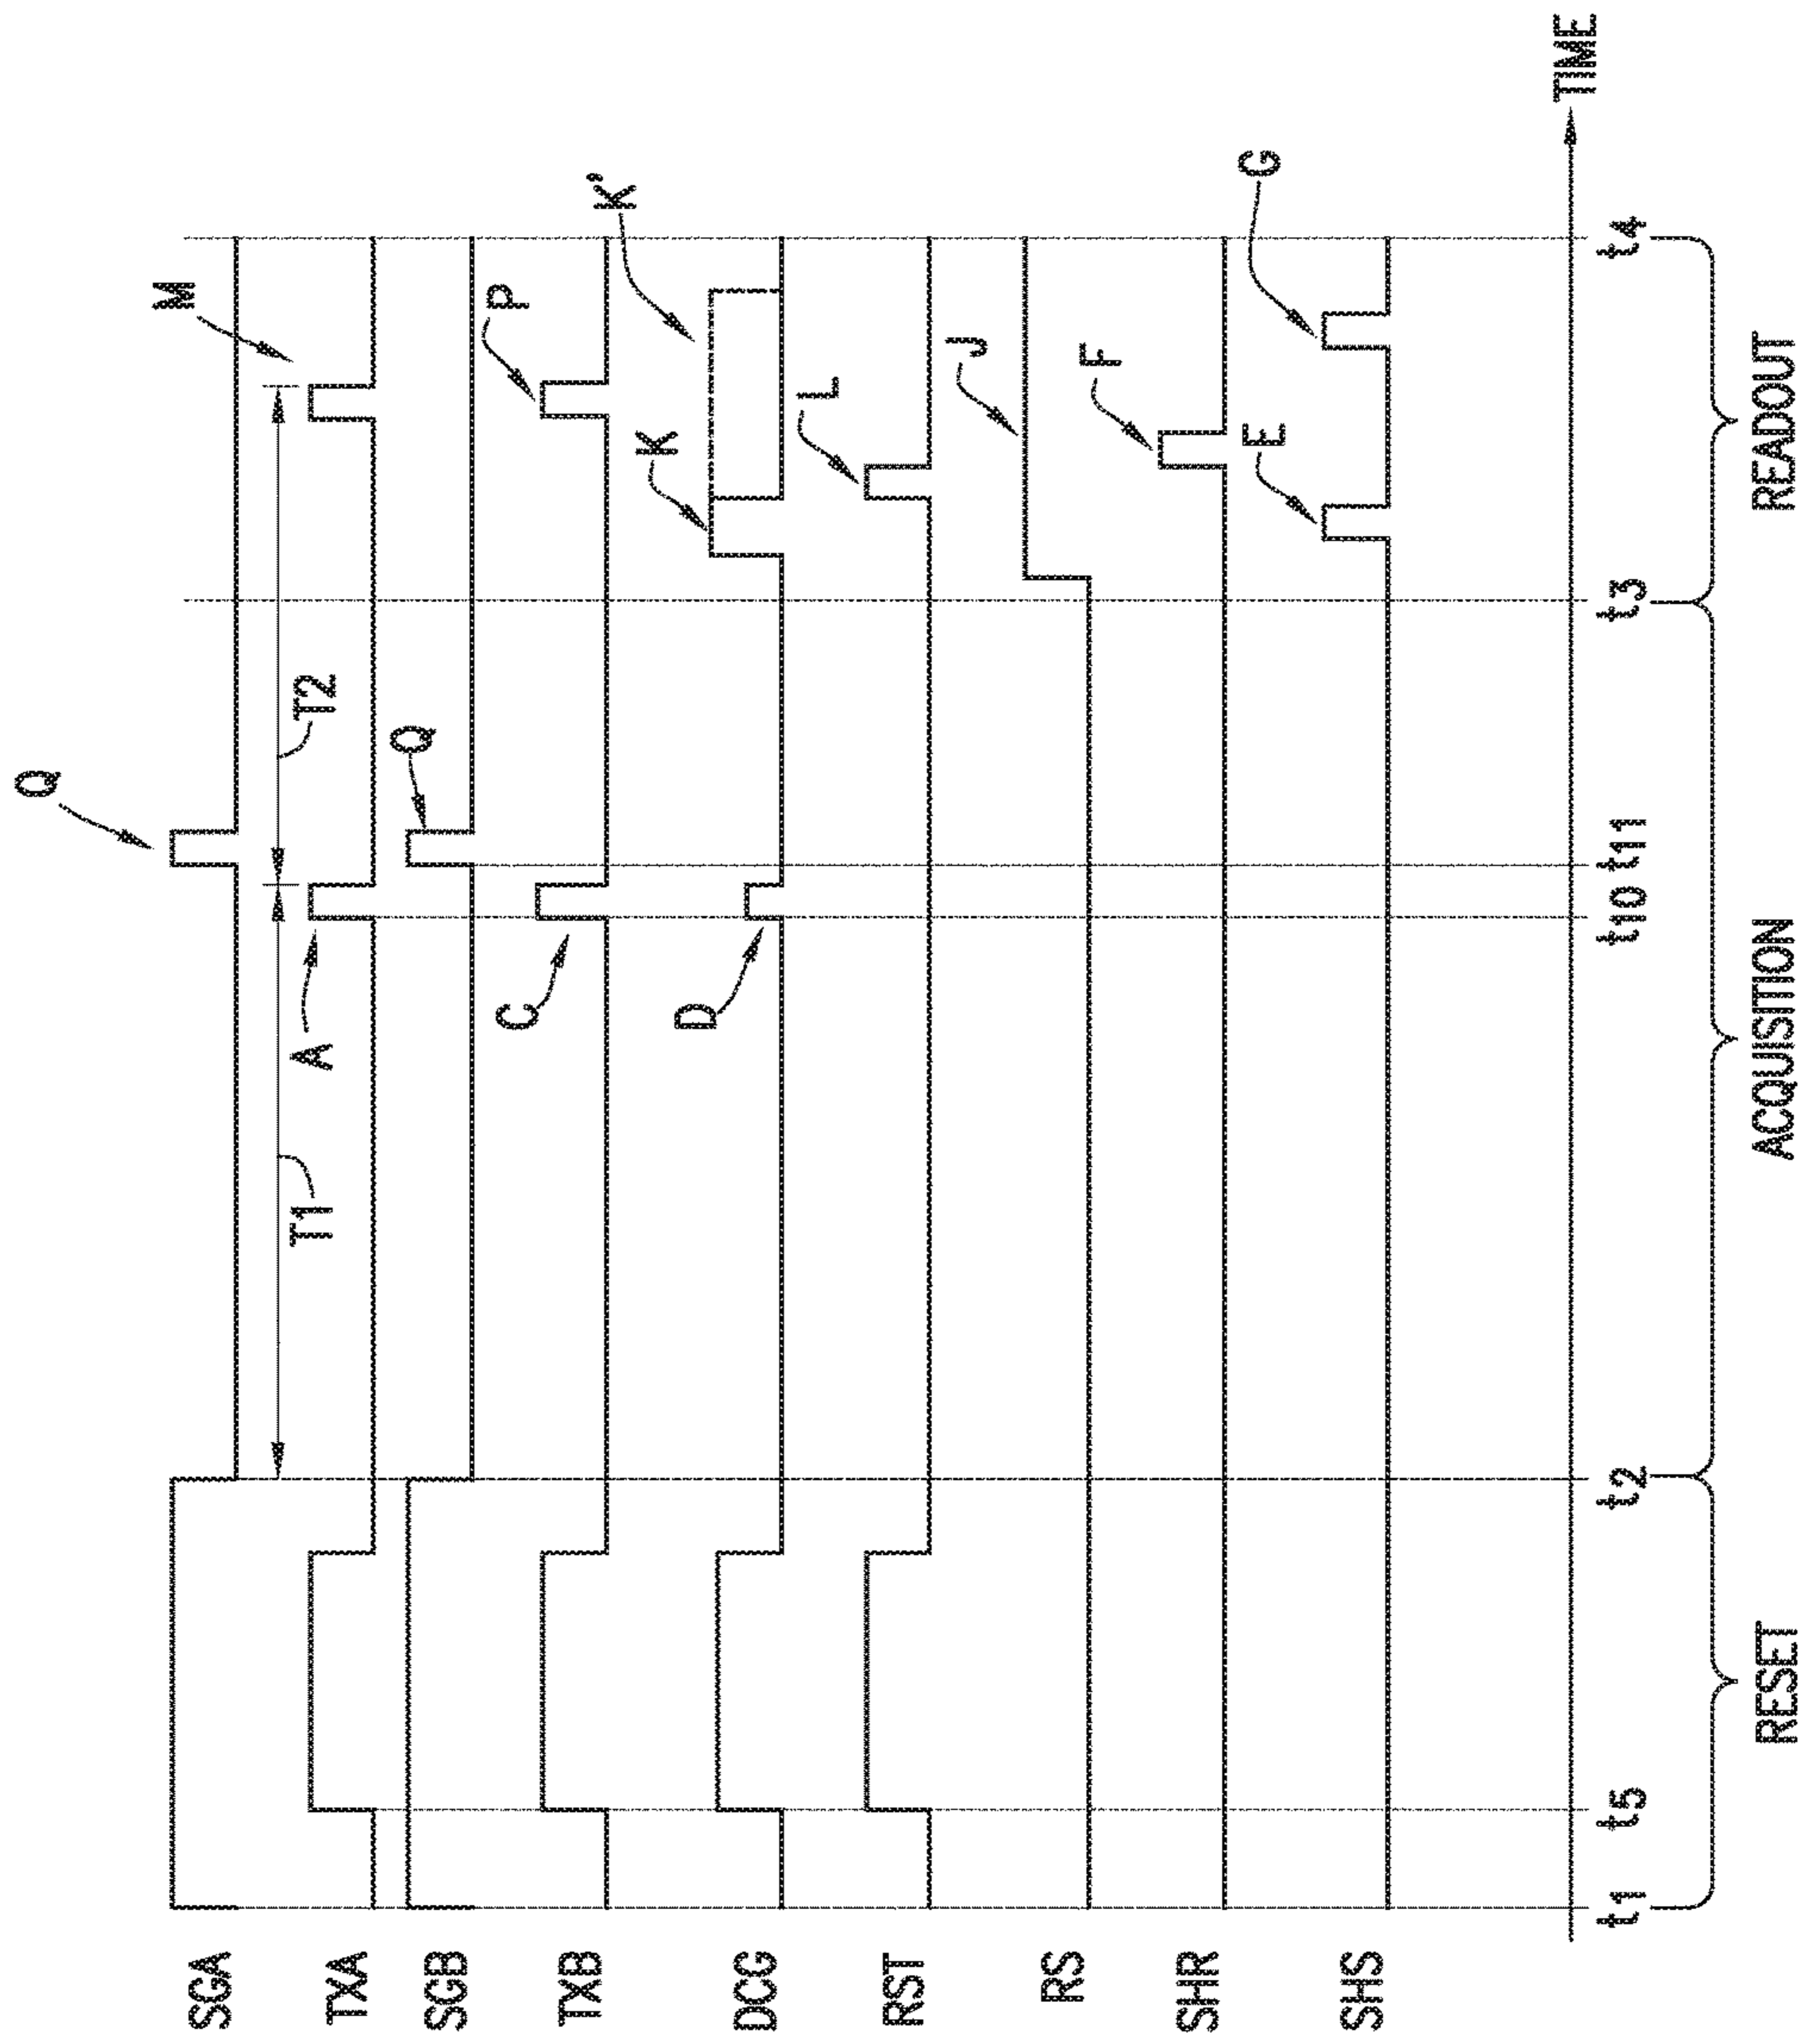 SGA
Q
TXA
T1
A
T2
M
SGB
Q
TXB
C
P
DCG
D
K
K'
RST
L
RS
J
SHR
F
SHS
E
G
TIME
t1
t5
t2
t10
t11
t3
t4
RESET
ACQUISITION
READOUT